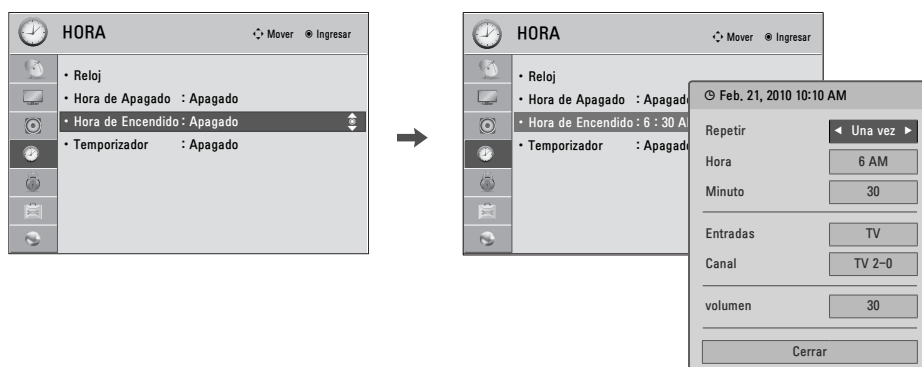 HORA
Mover Ingresar
• Reloj
• Hora de Apagado : Apagado
• Hora de Encendido : Apagado
• Temporizador : Apagado
HORA
Mover Ingresar
• Reloj
• Hora de Apagado : Apagad
• Hora de Encendido : 6 : 30 A
• Temporizador : Apagad
Feb. 21, 2010 10:10 AM
Repetir ◄ Una vez ►
Hora 6 AM
Minuto 30
Entradas TV
Canal TV 2-0
volumen 30
Cerrar